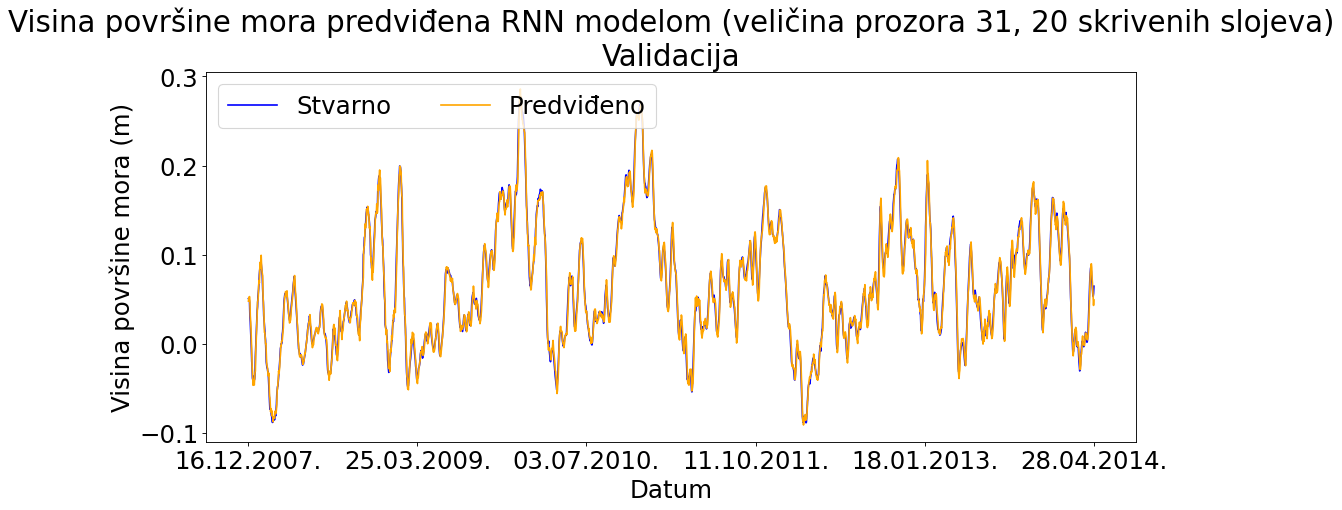 Visina površine mora predviđena RNN modelom (veličina prozora 31, 20 skrivenih slojeva)
Validacija
Stvarno Predviđeno
Visina površine mora (m)
0.3
0.2
0.1
0.0
−0.1
16.12.2007. 25.03.2009. 03.07.2010. 11.10.2011. 18.01.2013. 28.04.2014.
Datum